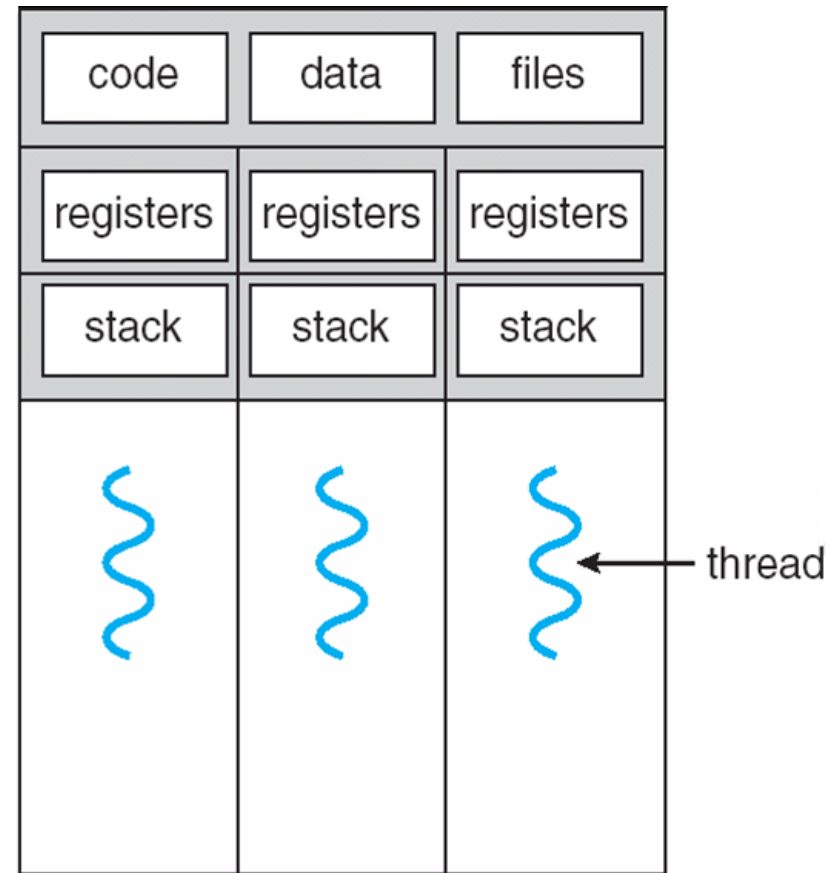 code data files
registers registers registers
stack stack stack
thread